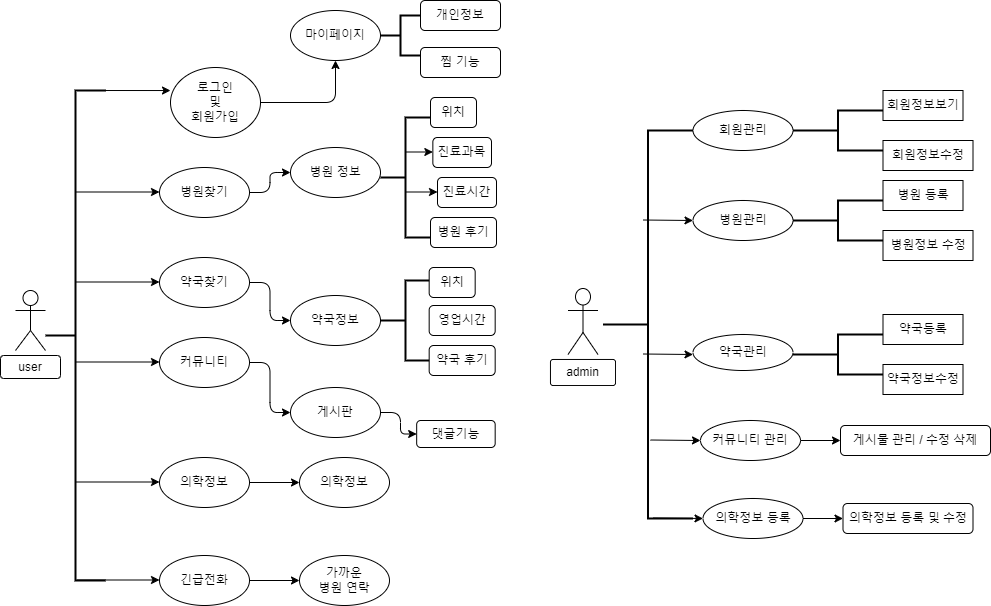 마이페이지
개인정보
찜 기능
로그인
및
회원가입
병원찾기
병원 정보
위치
진료과목
진료시간
병원 후기
약국찾기
약국정보
위치
영업시간
약국 후기
user
커뮤니티
게시판
댓글기능
의학정보
의학정보
긴급전화
가까운
병원 연락
admin
회원관리
회원정보보기
회원정보수정
병원관리
병원 등록
병원정보 수정
약국관리
약국등록
약국정보수정
커뮤니티 관리
게시물 관리 / 수정 삭제
의학정보 등록
의학정보 등록 및 수정